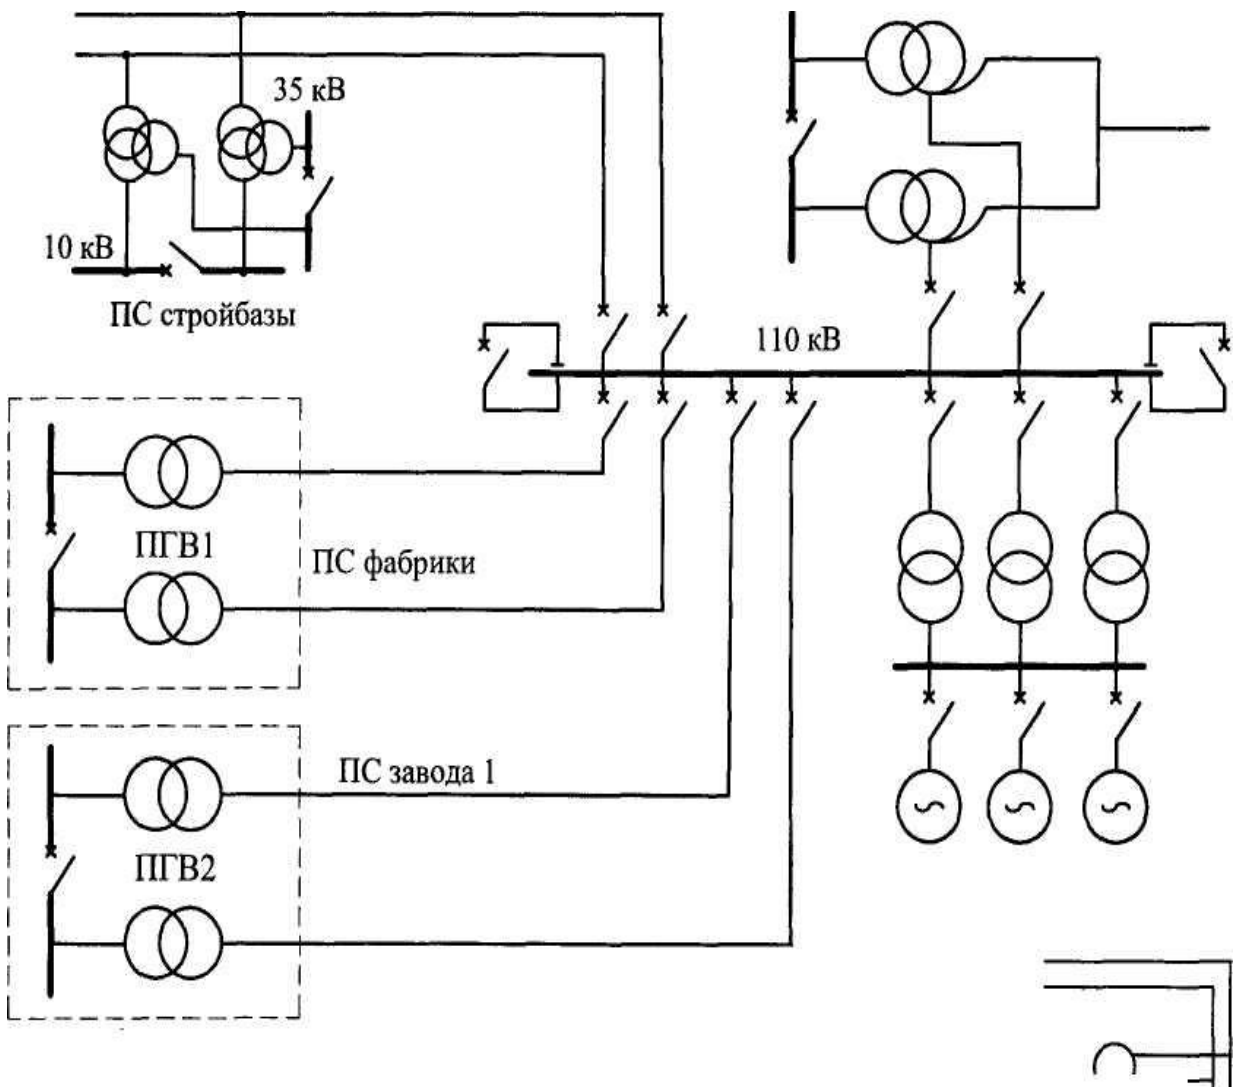 35 кВ
10 кВ
ПС стройбазы
110 кВ
ПГВ1
ПС фабрики
ПС завода 1
ПГВ2